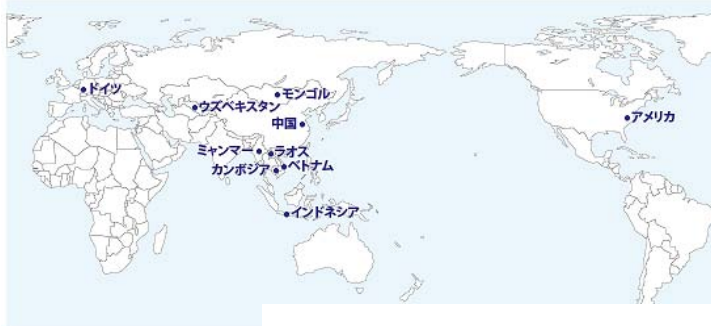 ドイツ
モンゴル
ウズベキスタン
中国
アメリカ
ミャンマー
ラオス
ベトナム
カンボジア
インドネシア